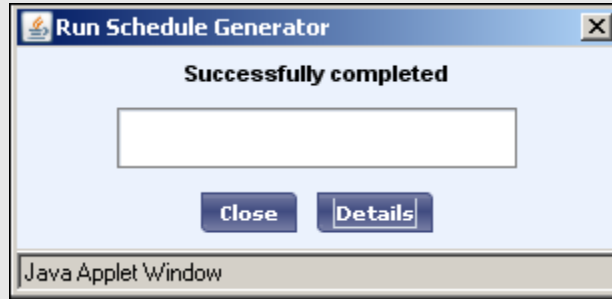 Run Schedule Generator
Successfully completed
Close Details
Java Applet Window